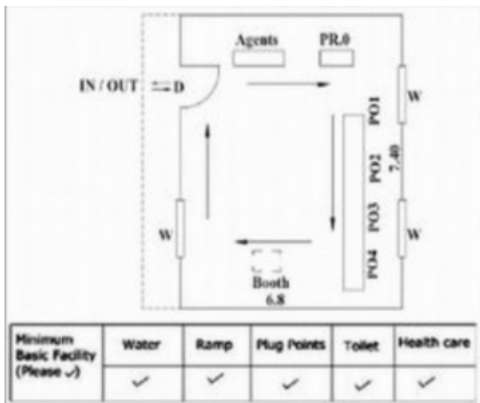 Agents PR.0
IN / OUT D
W
PO1
PO2
7.40
PO3
PO4
W
W
Booth
6.8
Minimum Basic Facility (Please ✓) Water Ramp Plug Points Toilet Health care
✓ ✓ ✓ ✓ ✓